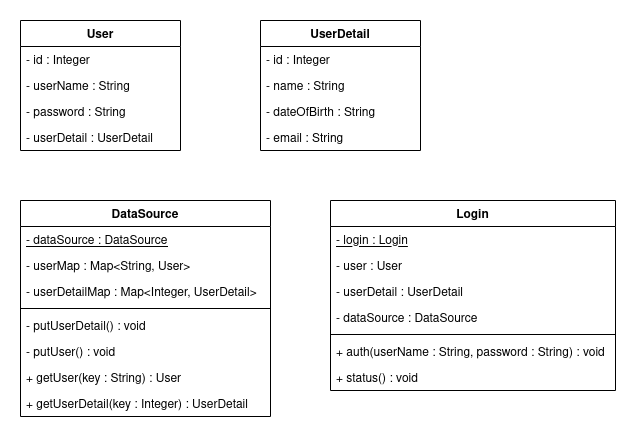 User
- id : Integer
- userName : String
- password : String
- userDetail : UserDetail
UserDetail
- id : Integer
- name : String
- dateOfBirth : String
- email : String
DataSource
- dataSource : DataSource
- userMap : Map<String, User>
- userDetailMap : Map<Integer, UserDetail>
- putUserDetail() : void
- putUser() : void
+ getUser(key : String) : User
+ getUserDetail(key : Integer) : UserDetail
Login
- login : Login
- user : User
- userDetail : UserDetail
- dataSource : DataSource
+ auth(userName : String, password : String) : void
+ status() : void